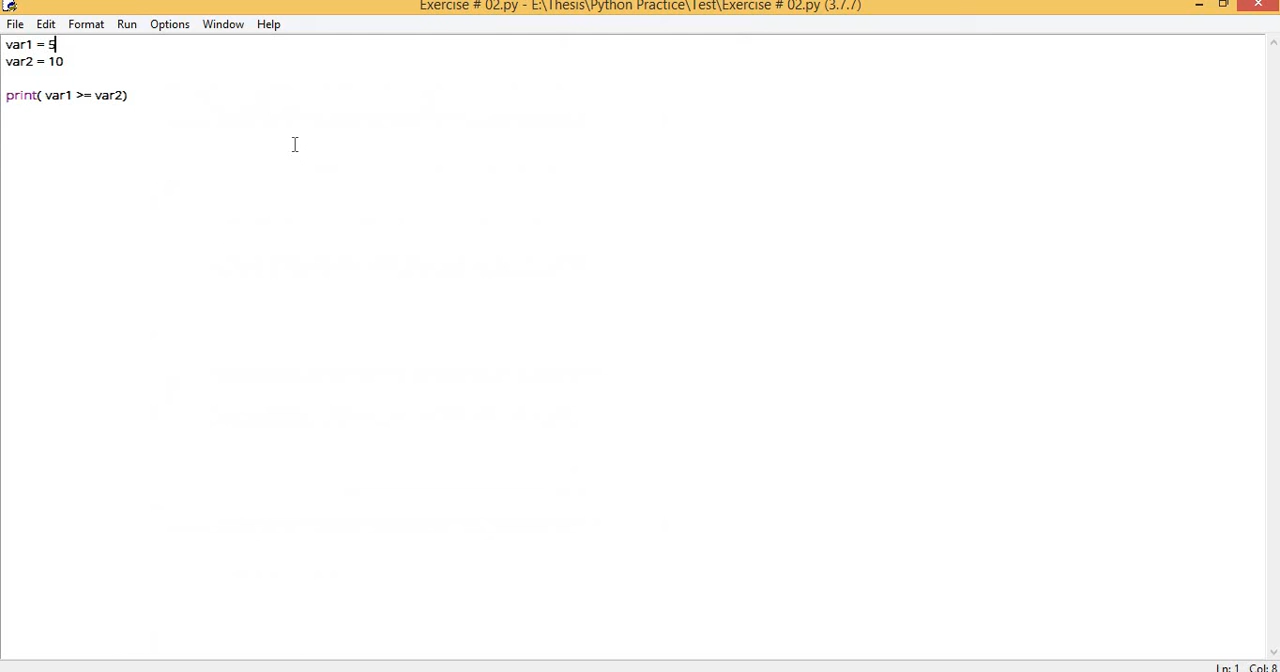 Exercise # 02.py - E:\Thesis\Python Practice\Test\Exercise # 02.py (3.7.7)
File Edit Format Run Options Window Help
var1 = 5
var2 = 10
print( var1 >= var2)
Ln: 1 Col: 8